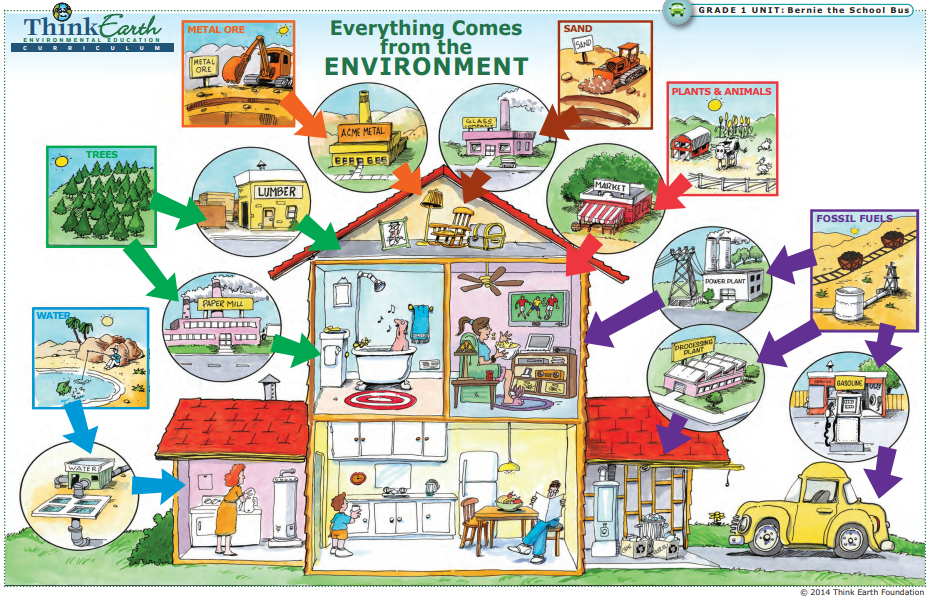 GRADE 1 UNIT: Bernie the School Bus
Think Earth
ENVIRONMENTAL EDUCATION
CURRICULUM
Everything Comes
from the
ENVIRONMENT
METAL ORE
METAL
ORE
SAND
SAND
ACME METAL
GLASS
COMPANY
PLANTS & ANIMALS
TREES
LUMBER
MARKET
FOSSIL FUELS
POWER PLANT
PAPER MILL
WATER
PROCESSING
PLANT
SERVICE
GASOLINE
WATER
© 2014 Think Earth Foundation